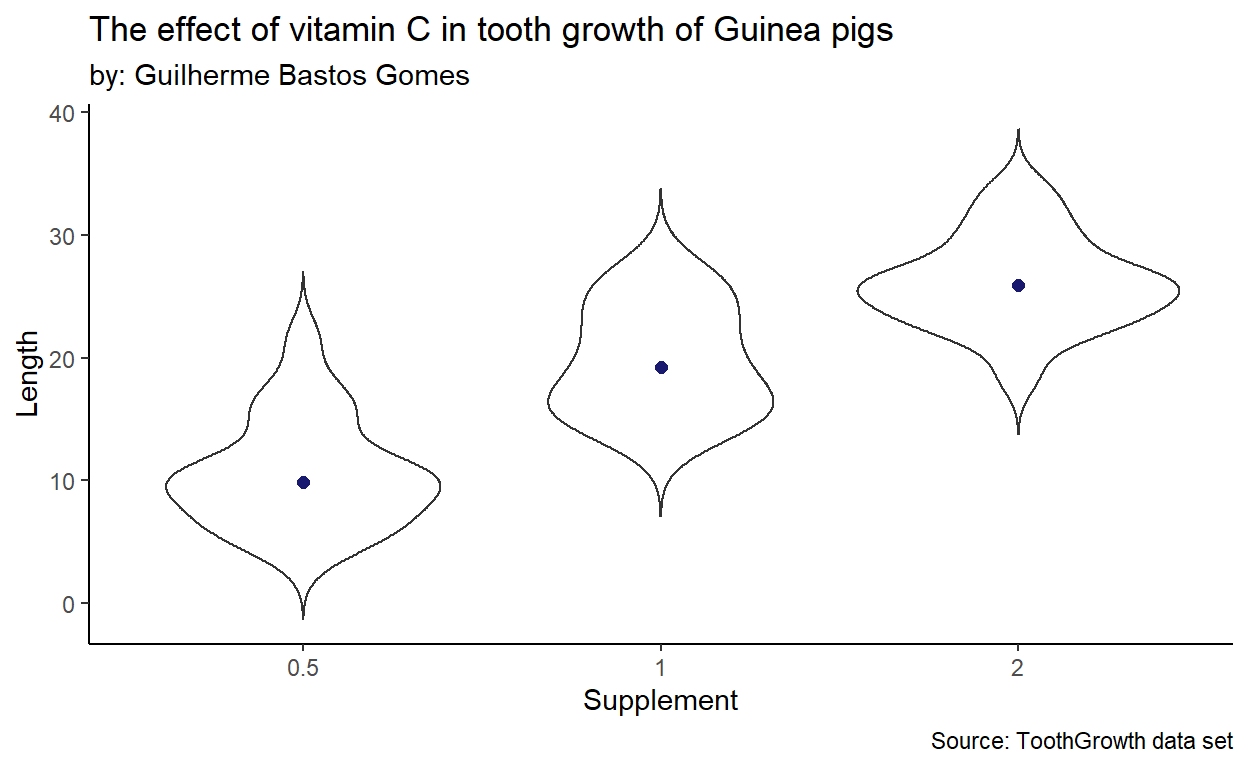 The effect of vitamin C in tooth growth of Guinea pigs
by: Guilherme Bastos Gomes
40
30
20
10
0
Length
0.5 1 2
Supplement
Source: ToothGrowth data set